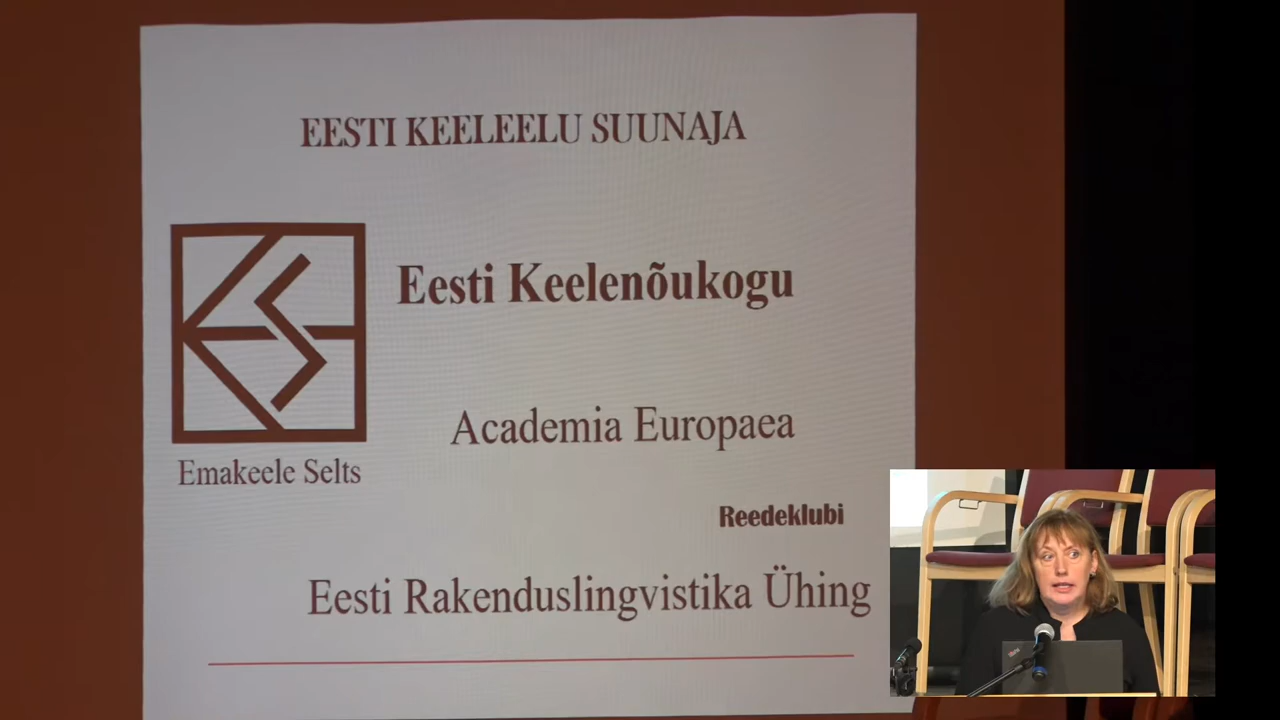 EESTI KEELEELU SUUNAJA
Eesti Keelenõukogu
Academia Europaea
Emakeele Selts
Reedeklubi
Eesti Rakenduslingvistika Ühing